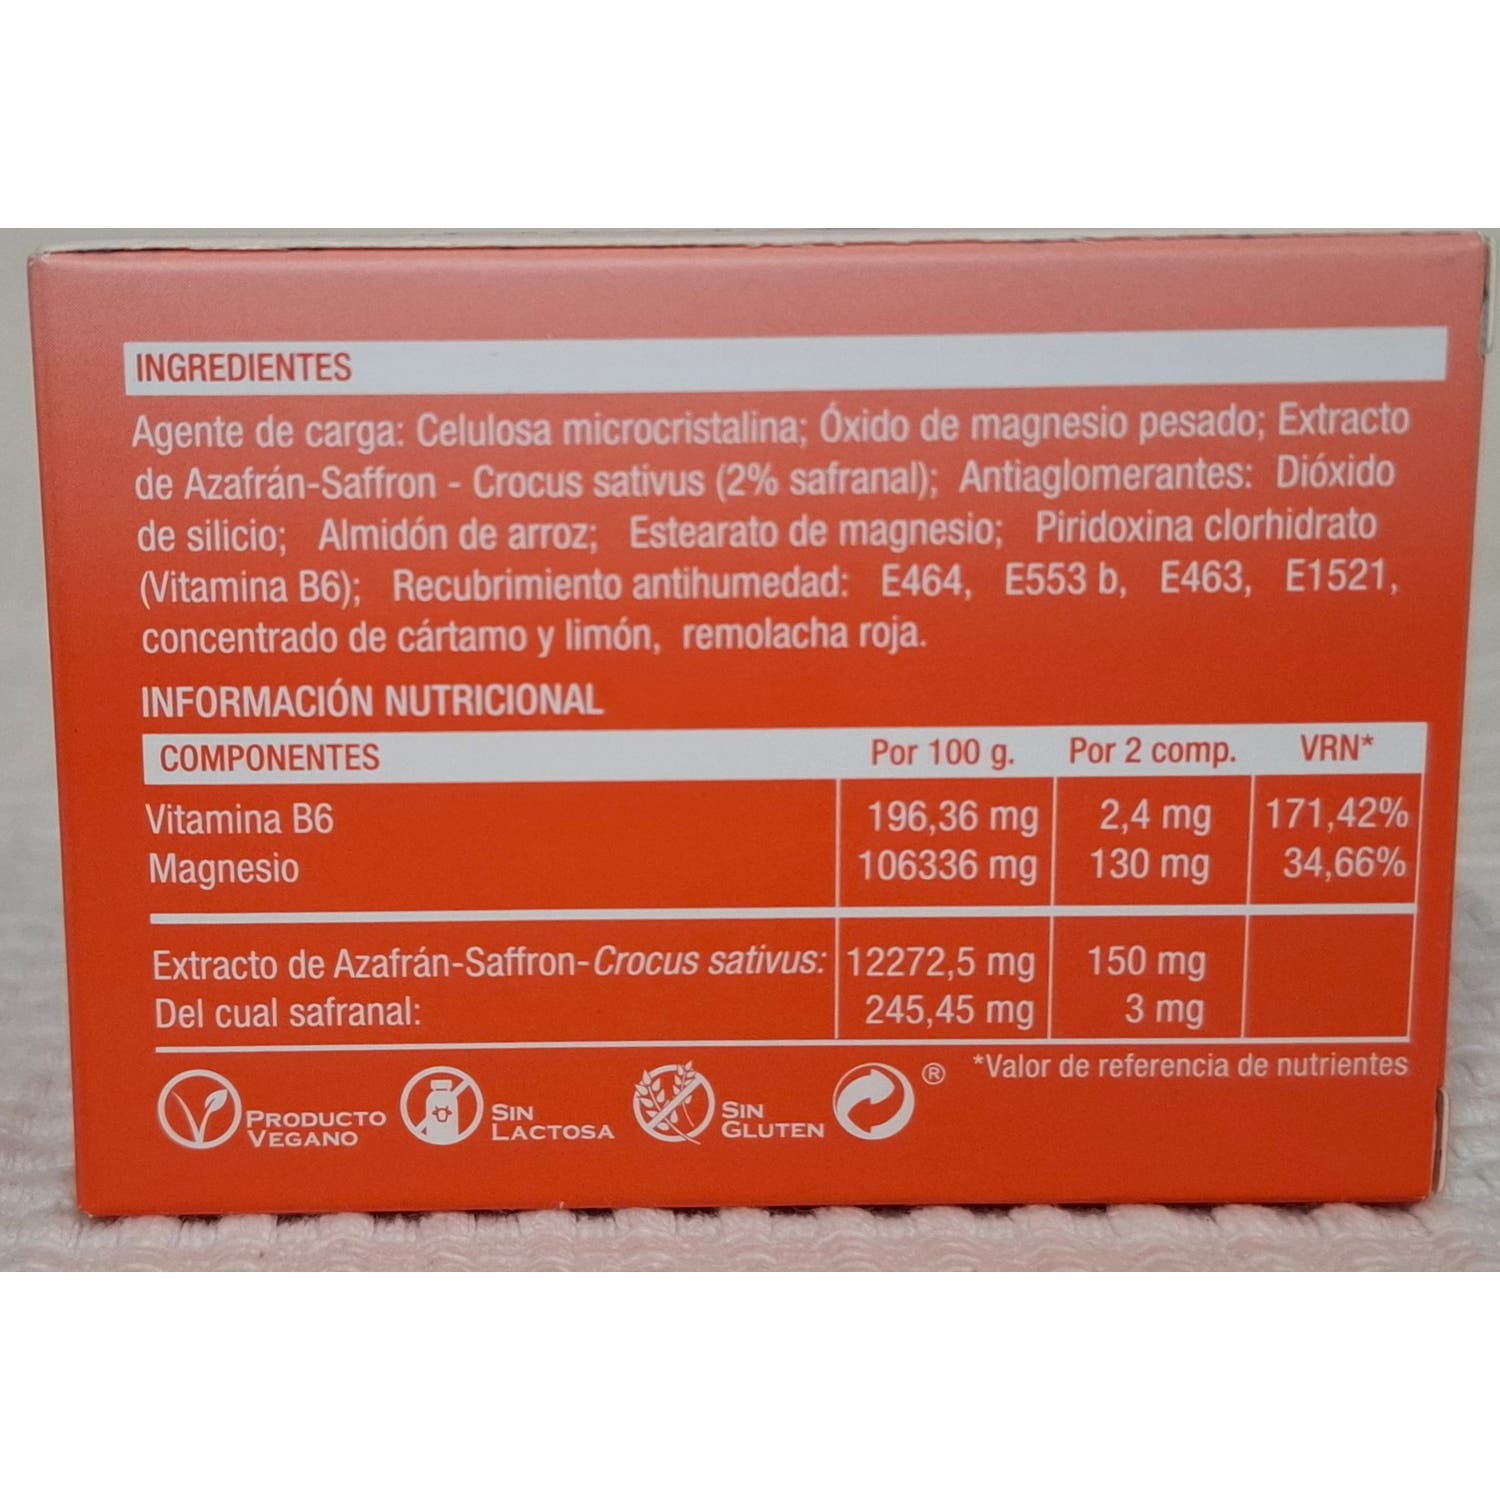 INGREDIENTES
Agente de carga: Celulosa microcristalina; Óxido de magnesio pesado; Extracto
de Azafrán-Saffron - Crocus sativus (2% safranal); Antiaglomerantes: Dióxido
de silicio; Almidón de arroz; Estearato de magnesio; Piridoxina clorhidrato
(Vitamina B6); Recubrimiento antihumedad: E464, E553 b, E463, E1521,
concentrado de cártamo y limón, remolacha roja.
INFORMACIÓN NUTRICIONAL
COMPONENTES Por 100 g. Por 2 comp. VRN*
Vitamina B6 196,36 mg 2,4 mg 171,42%
Magnesio 106336 mg 130 mg 34,66%
Extracto de Azafrán-Saffron-Crocus sativus: 12272,5 mg 150 mg
Del cual safranal: 245,45 mg 3 mg
*Valor de referencia de nutrientes
PRODUCTO
VEGANO
SIN
LACTOSA
SIN
GLUTEN
®